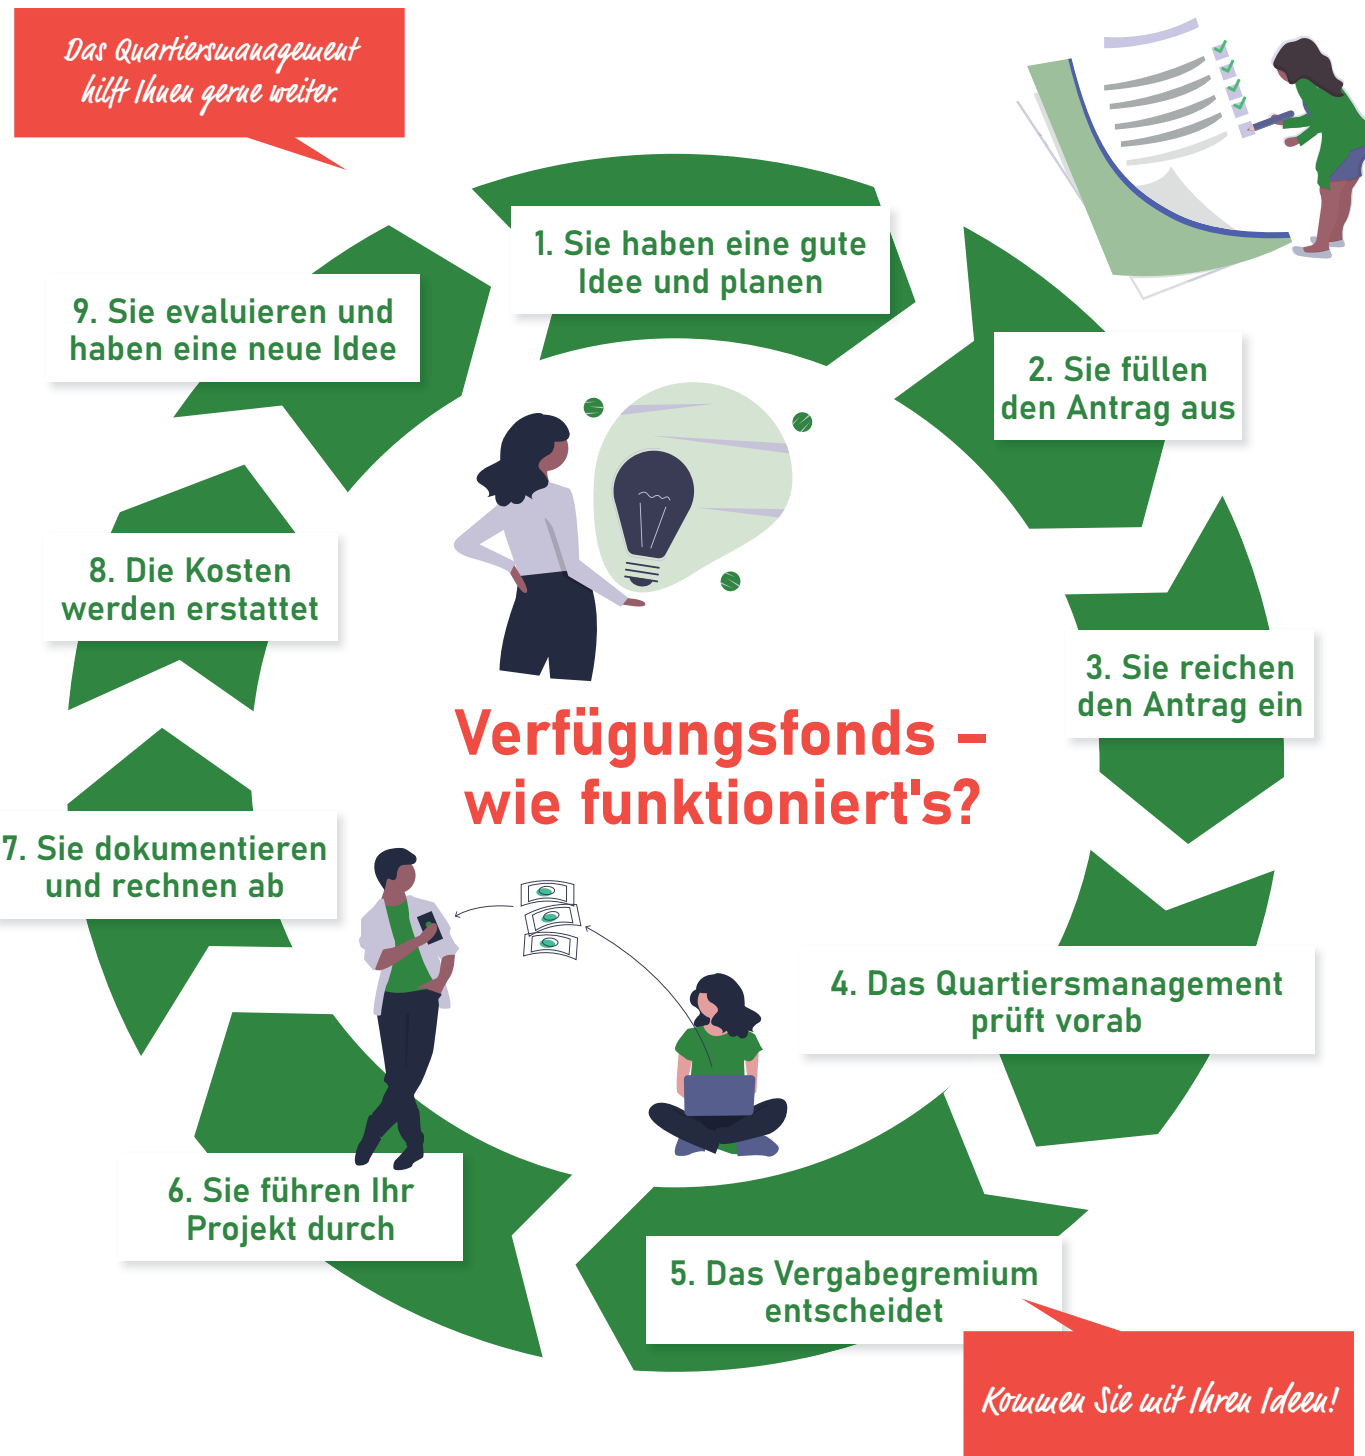 Das Quartiersmanagement
hilft Ihnen gerne weiter.
1. Sie haben eine gute
Idee und planen
2. Sie füllen
den Antrag aus
3. Sie reichen
den Antrag ein
4. Das Quartiersmanagement
prüft vorab
5. Das Vergabegremium
entscheidet
6. Sie führen Ihr
Projekt durch
7. Sie dokumentieren
und rechnen ab
8. Die Kosten
werden erstattet
9. Sie evaluieren und
haben eine neue Idee
Verfügungsfonds –
wie funktioniert's?
Kommen Sie mit Ihren Ideen!